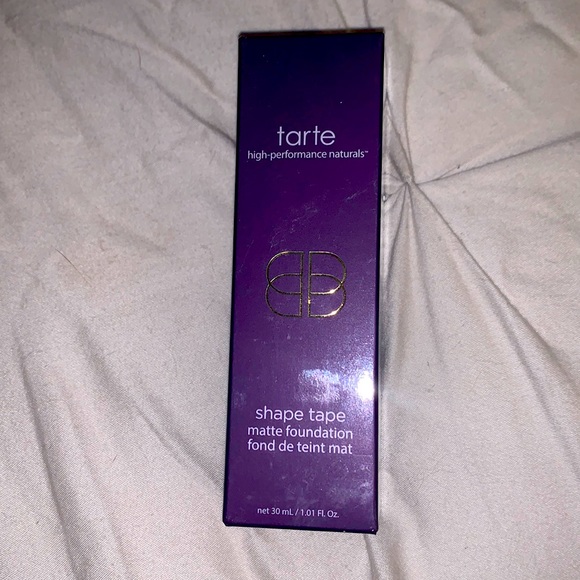 tarte
high-performance naturals™
shape tape
matte foundation
fond de teint mat
net 30 mL / 1.01 Fl. Oz.